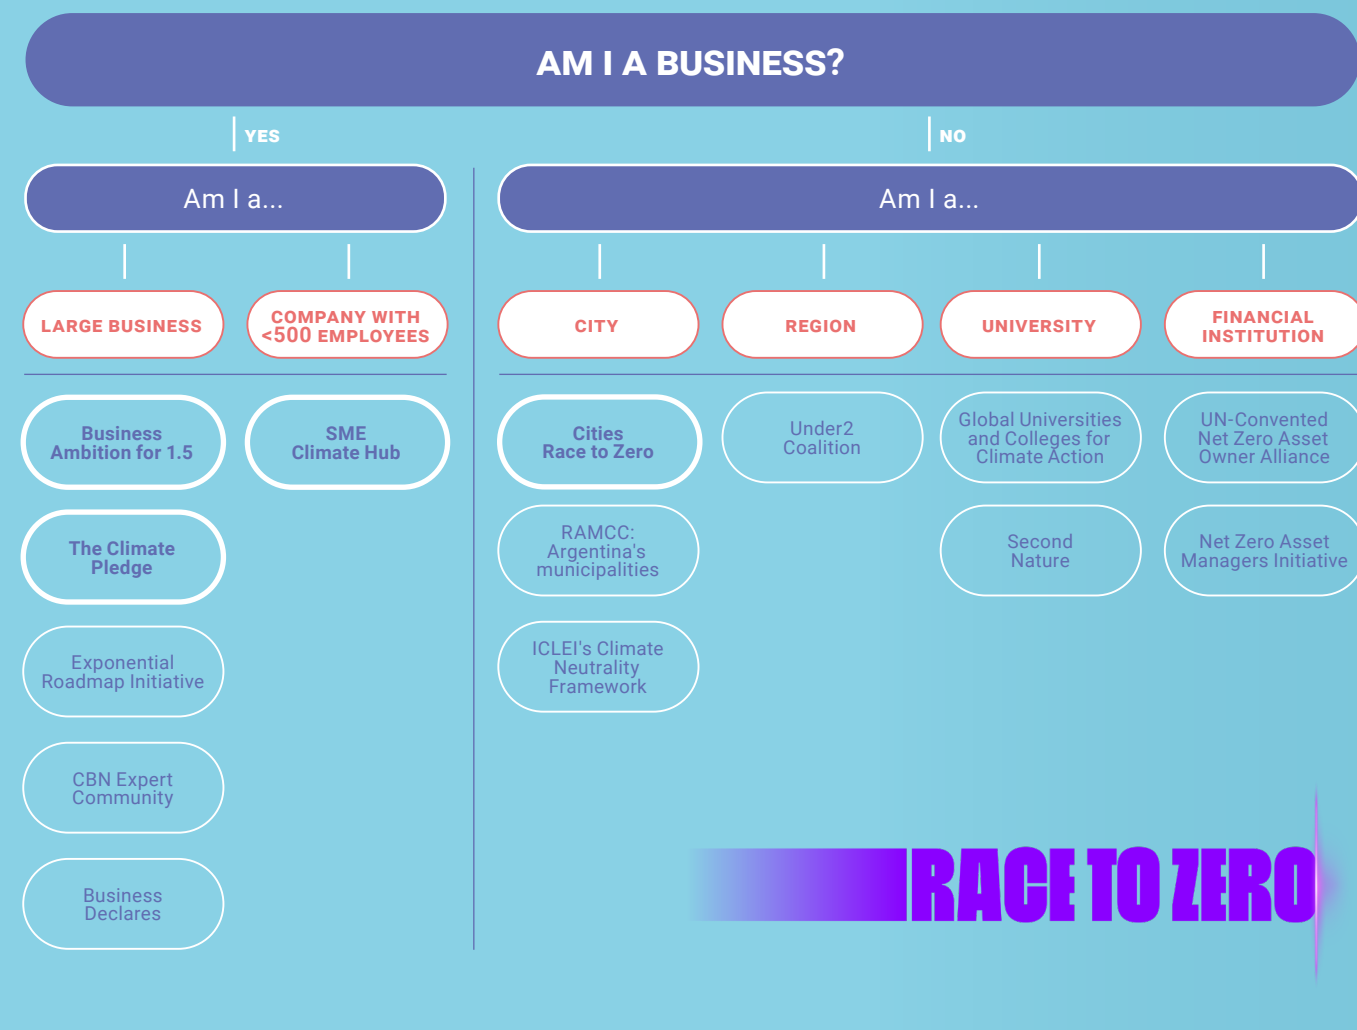 AM I A BUSINESS?
YES
NO
Am I a...
Am I a...
LARGE BUSINESS
COMPANY WITH
<500 EMPLOYEES
CITY
REGION
UNIVERSITY
FINANCIAL
INSTITUTION
Business
Ambition for 1.5
The Climate
Pledge
Exponential
Roadmap Initiative
CBN Expert
Community
Business
Declares
SME
Climate Hub
Cities
Race to Zero
RAMCC:
Argentina's
municipalities
ICLEI's Climate
Neutrality
Framework
Under2
Coalition
Global Universities
and Colleges for
Climate Action
Second
Nature
UN-Convented
Net Zero Asset
Owner Alliance
Net Zero Asset
Managers Initiative
RACE TO ZERO